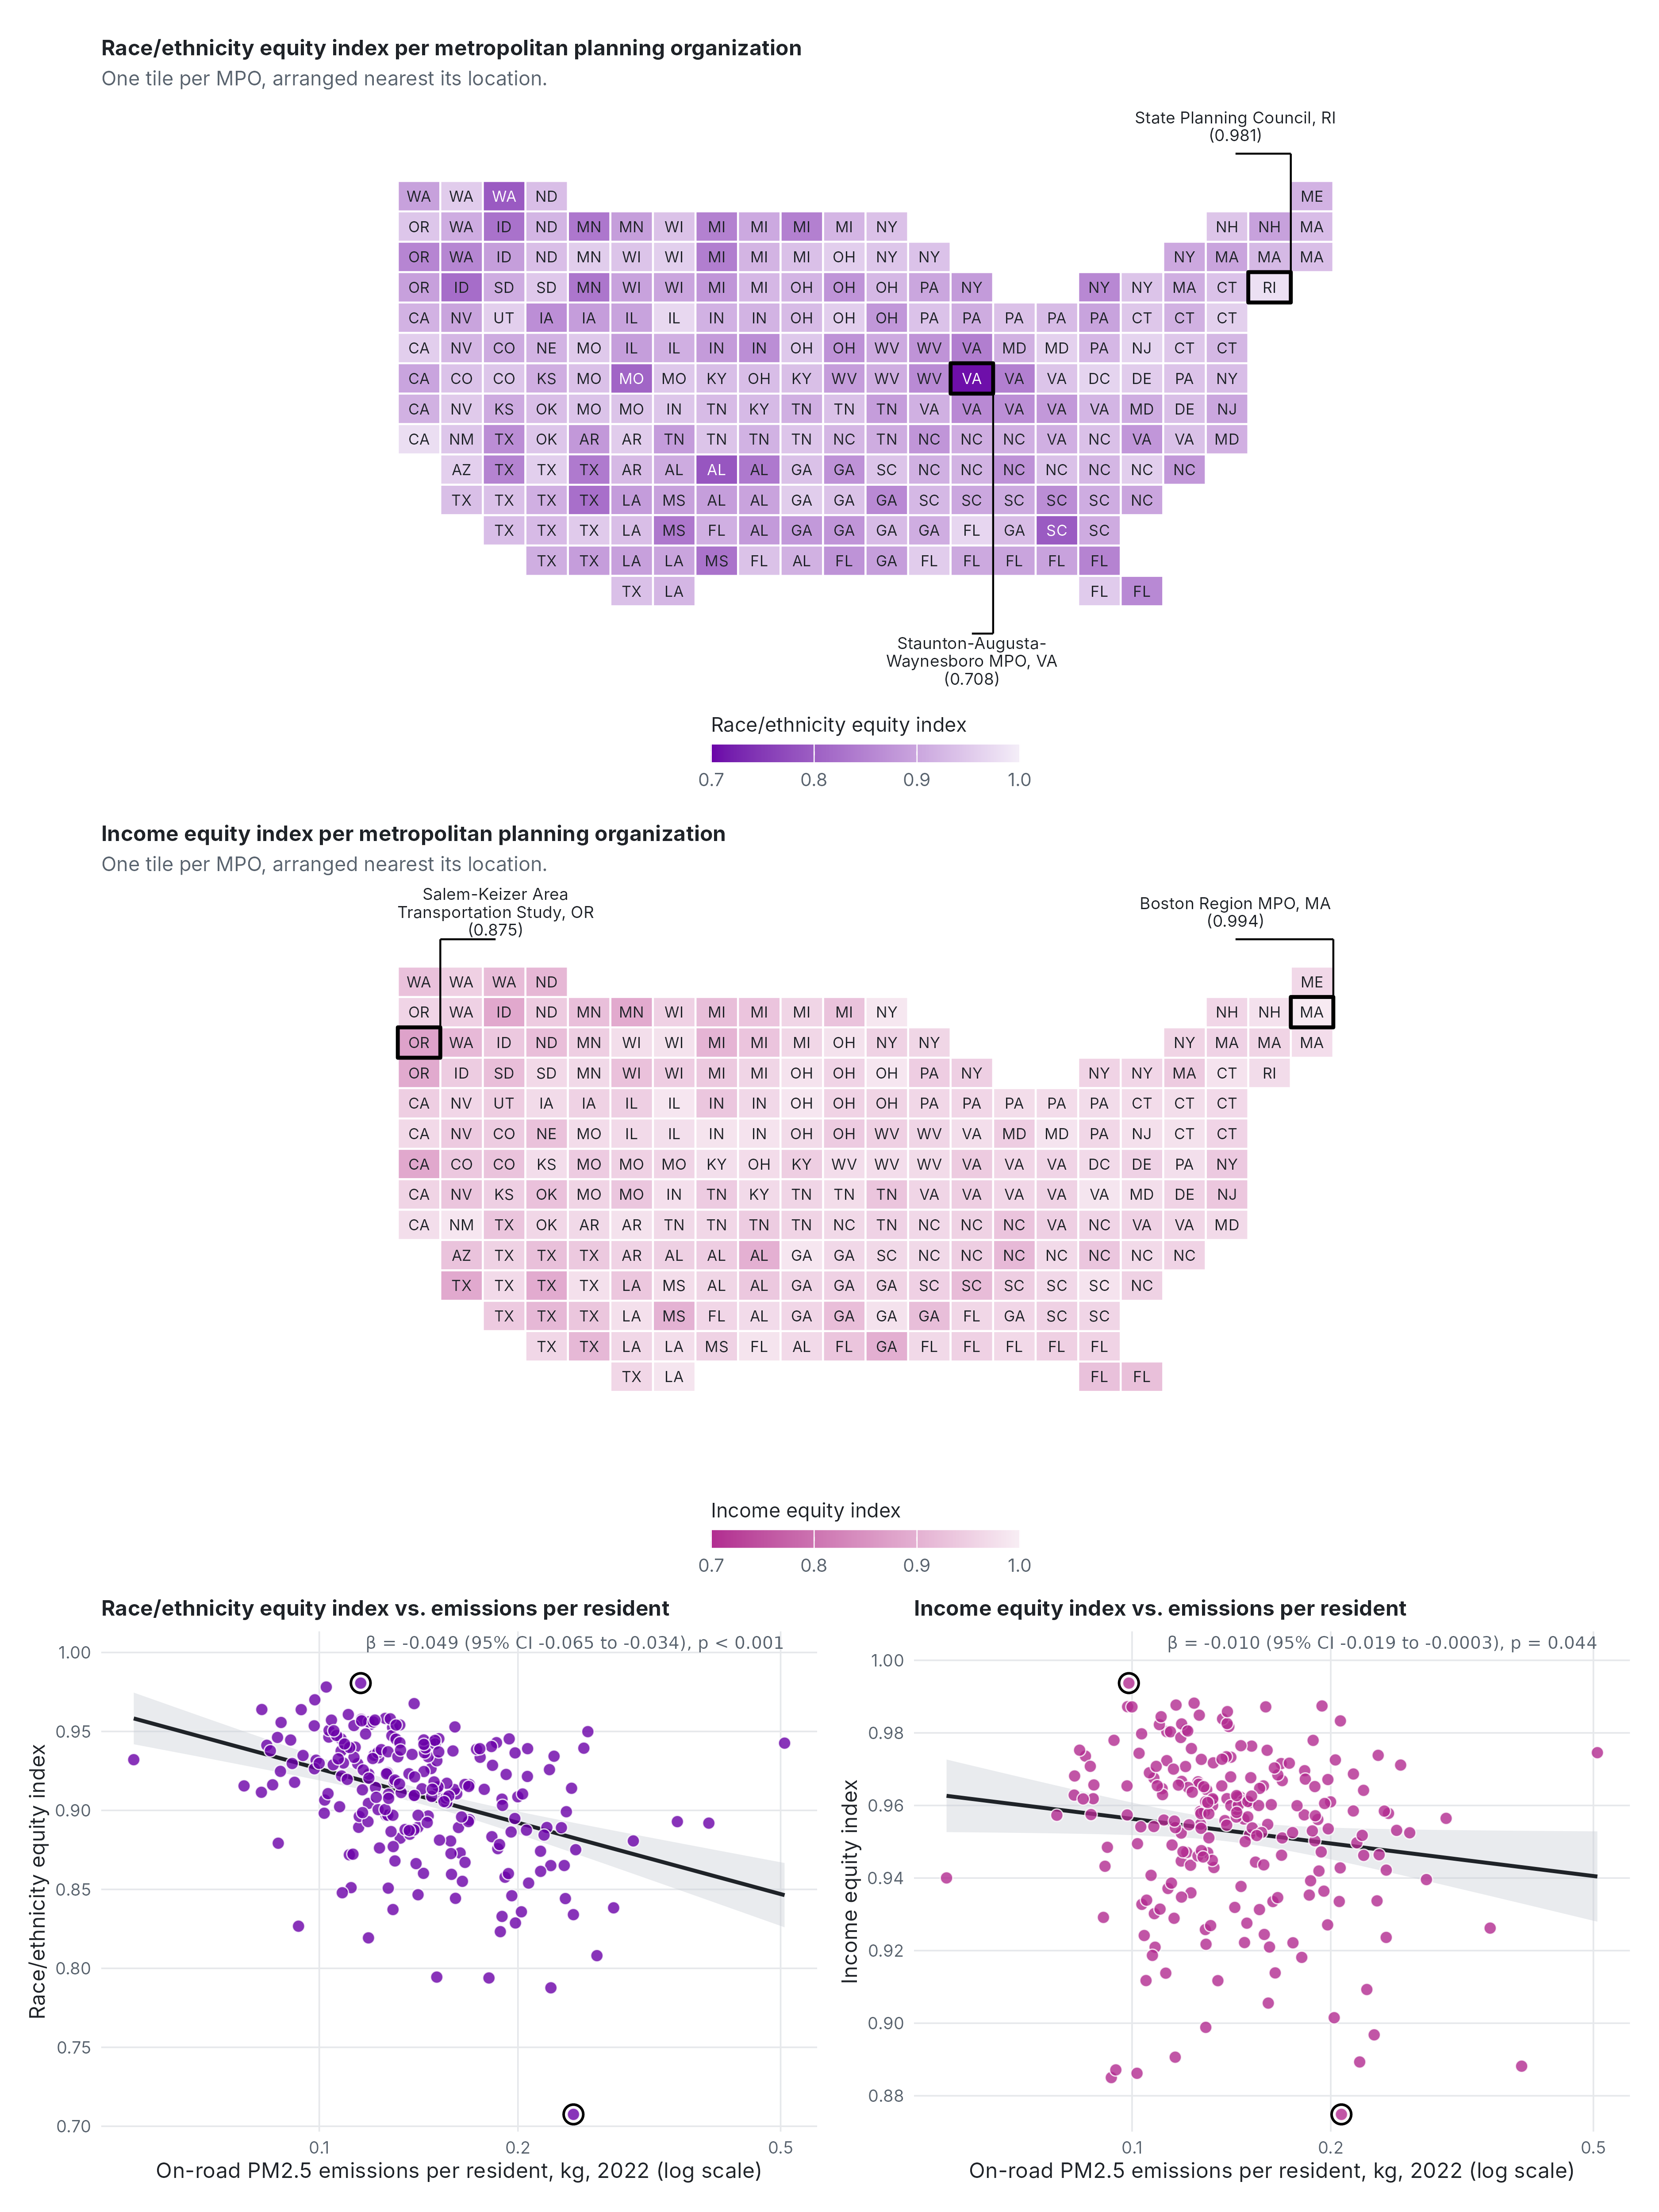 Race/ethnicity equity index per metropolitan planning organization
One tile per MPO, arranged nearest its location.
State Planning Council, RI
(0.981)
WA WA WA ND ME
OR WA ID ND MN MN WI MI MI MI MI NY NH NH MA
OR WA ID ND MN WI WI MI MI MI OH NY NY NY MA MA MA
OR ID SD SD MN WI WI MI MI OH OH OH PA NY NY NY MA CT RI
CA NV UT IA IA IL IL IN IN OH OH OH PA PA PA PA PA CT CT CT
CA NV CO NE MO IL IL IN IN OH OH WV WV VA MD MD PA NJ CT CT
CA CO CO KS MO MO MO KY OH KY WV WV WV VA VA VA DC DE PA NY
CA NV KS OK MO MO IN TN KY TN TN TN VA VA VA VA VA MD DE NJ
CA NM TX OK AR AR TN TN TN TN NC TN NC NC NC VA NC VA VA MD
AZ TX TX TX AR AL AL AL GA GA SC NC NC NC NC NC NC NC
TX TX TX TX LA MS AL AL GA GA GA SC SC SC SC SC NC
TX TX TX LA MS FL AL GA GA GA GA FL GA SC SC
TX TX LA LA MS FL AL FL GA FL FL FL FL FL
TX LA FL FL
Staunton-Augusta-
Waynesboro MPO, VA
(0.708)
Race/ethnicity equity index
0.7 0.8 0.9 1.0
Income equity index per metropolitan planning organization
One tile per MPO, arranged nearest its location.
Salem-Keizer Area
Transportation Study, OR
(0.875)
Boston Region MPO, MA
(0.994)
WA WA WA ND ME
OR WA ID ND MN MN WI MI MI MI MI NY NH NH MA
OR WA ID ND MN WI WI MI MI MI OH NY NY NY MA MA MA
OR ID SD SD MN WI WI MI MI OH OH OH PA NY NY NY MA CT RI
CA NV UT IA IA IL IL IN IN OH OH OH PA PA PA PA PA CT CT CT
CA NV CO NE MO IL IL IN IN OH OH WV WV VA MD MD PA NJ CT CT
CA CO CO KS MO MO MO KY OH KY WV WV WV VA VA VA DC DE PA NY
CA NV KS OK MO MO IN TN KY TN TN TN VA VA VA VA VA MD DE NJ
CA NM TX OK AR AR TN TN TN TN NC TN NC NC NC VA NC VA VA MD
AZ TX TX TX AR AL AL AL GA GA SC NC NC NC NC NC NC NC
TX TX TX TX LA MS AL AL GA GA GA SC SC SC SC SC NC
TX TX TX LA MS FL AL GA GA GA GA FL GA SC SC
TX TX LA LA MS FL AL FL GA FL FL FL FL FL
TX LA FL FL
Income equity index
0.7 0.8 0.9 1.0
Race/ethnicity equity index vs. emissions per resident
β = -0.049 (95% CI -0.065 to -0.034), p < 0.001
1.00
0.95
0.90
0.85
0.80
0.75
0.70
Race/ethnicity equity index
0.1 0.2 0.5
On-road PM2.5 emissions per resident, kg, 2022 (log scale)
Income equity index vs. emissions per resident
β = -0.010 (95% CI -0.019 to -0.0003), p = 0.044
1.00
0.98
0.96
0.94
0.92
0.90
0.88
Income equity index
0.1 0.2 0.5
On-road PM2.5 emissions per resident, kg, 2022 (log scale)